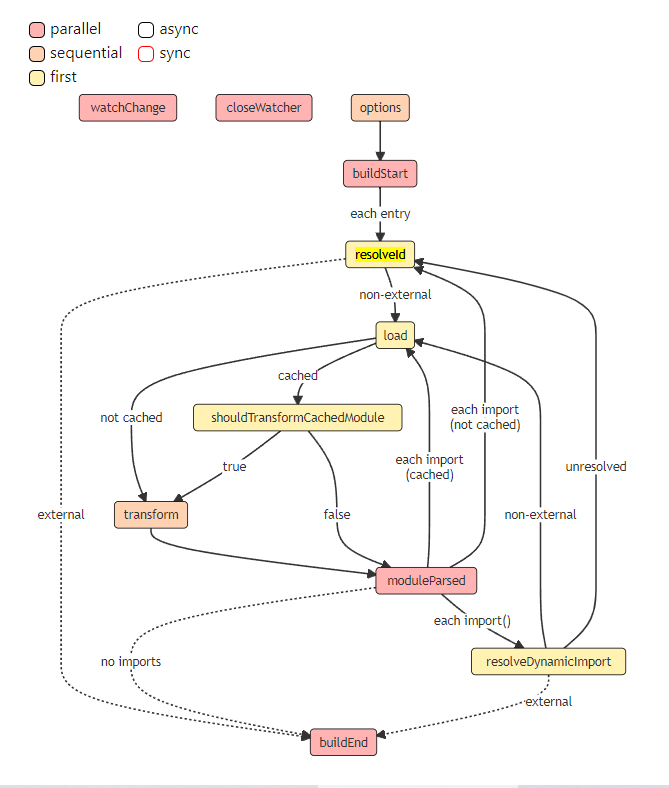 parallel
async
sequential
sync
first
watchChange
closeWatcher
options
buildStart
each entry
resolveId
non-external
load
cached
not cached
shouldTransformCachedModule
each import
(not cached)
each import
(cached)
true
unresolved
external
transform
false
non-external
moduleParsed
each import()
no imports
resolveDynamicImport
external
buildEnd